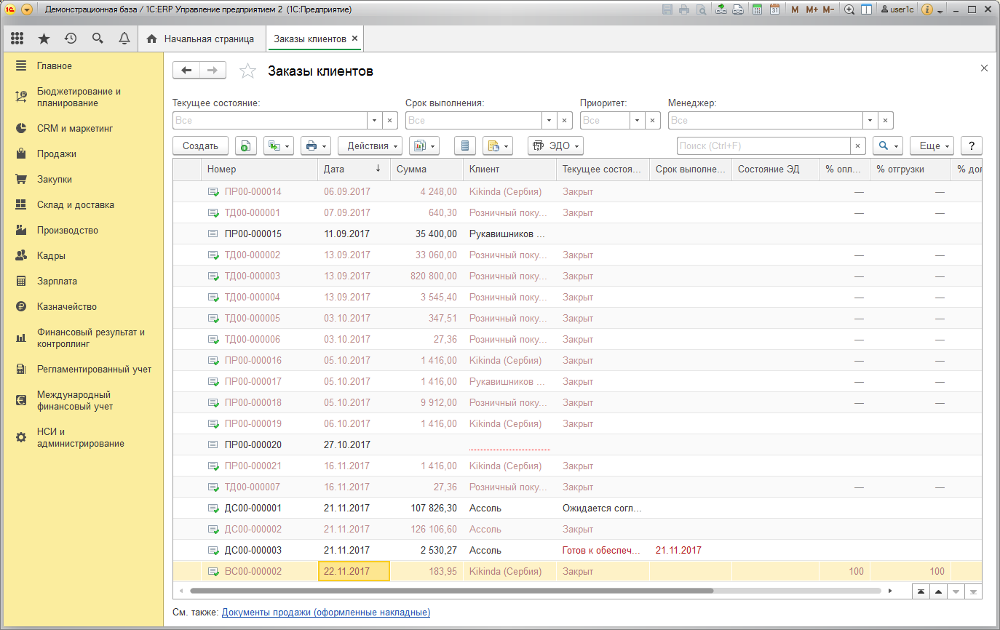 Демонстрационная база / 1С:ERP Управление предприятием 2 (1С:Предприятие)
31 M M+ M- user1c
Начальная страница Заказы клиентов
Главное
Бюджетирование и
планирование
CRM и маркетинг
Продажи
Закупки
Склад и доставка
Производство
Кадры
Зарплата
Казначейство
Финансовый результат и
контроллинг
Регламентированный учет
Международный
финансовый учет
НСИ и
администрирование
Заказы клиентов
Текущее состояние: Срок выполнения: Приоритет: Менеджер:
Все Все Все Все
Создать Действия ЭДО Поиск (Ctrl+F) Еще ?
Номер Дата ↓ Сумма Клиент Текущее состоя... Срок выполне... Состояние ЭД % опл... % отгрузки % дол
ПР00-000014 06.09.2017 4 248,00 Kikinda (Сербия) Закрыт — —
ТД00-000001 07.09.2017 640,30 Розничный поку... Закрыт — —
ПР00-000015 11.09.2017 35 400,00 Рукавишников ...
ТД00-000002 13.09.2017 33 060,00 Розничный поку... Закрыт — —
ТД00-000003 13.09.2017 820 800,00 Розничный поку... Закрыт — —
ТД00-000004 13.09.2017 3 545,40 Розничный поку... Закрыт — —
ТД00-000005 03.10.2017 347,51 Розничный поку... Закрыт — —
ТД00-000006 03.10.2017 27,36 Розничный поку... Закрыт — —
ПР00-000016 05.10.2017 1 416,00 Kikinda (Сербия) Закрыт — —
ПР00-000017 05.10.2017 1 416,00 Рукавишников ... Закрыт — —
ПР00-000018 05.10.2017 9 912,00 Розничный поку... Закрыт — —
ПР00-000019 06.10.2017 1 416,00 Kikinda (Сербия) Закрыт
ПР00-000020 27.10.2017
ПР00-000021 16.11.2017 1 416,00 Kikinda (Сербия) Закрыт
ТД00-000007 16.11.2017 27,36 Розничный поку... Закрыт — —
ДС00-000001 21.11.2017 107 826,30 Ассоль Ожидается согл...
ДС00-000002 21.11.2017 126 106,60 Ассоль Закрыт
ДС00-000003 21.11.2017 2 530,27 Ассоль Готов к обеспеч... 21.11.2017
ВС00-000002 22.11.2017 183,95 Kikinda (Сербия) Закрыт 100 100
См. также: Документы продажи (оформленные накладные)